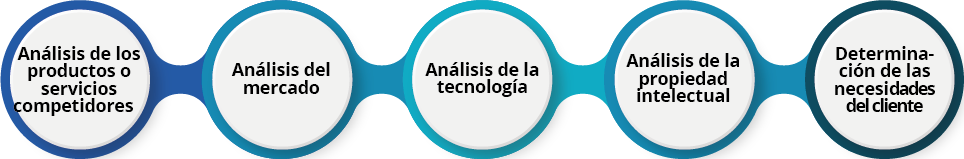 Análisis de los
productos o
servicios
competidores
Análisis del
mercado
Análisis de la
tecnología
Análisis de la
propiedad
intelectual
Determina-
ción de las
necesidades
del cliente